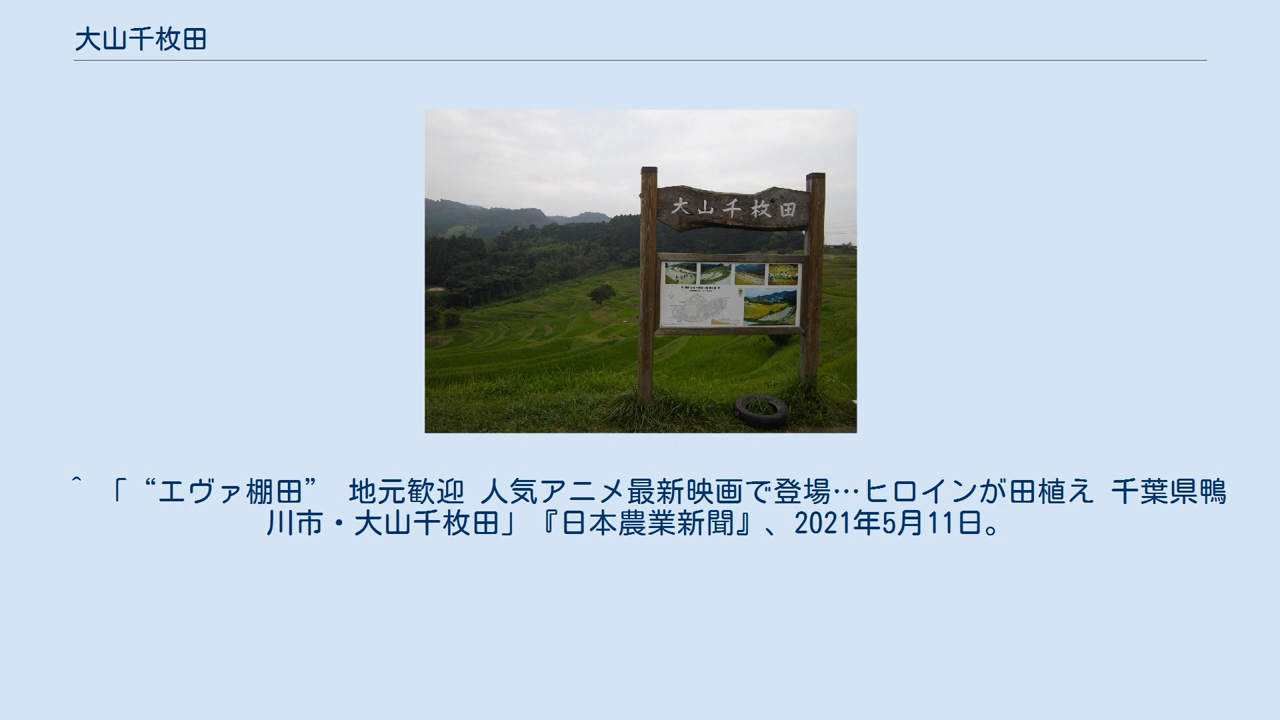 大山千枚田
大山千枚田
^ 「“エヴァ棚田” 地元歓迎 人気アニメ最新映画で登場…ヒロインが田植え 千葉県鴨
川市・大山千枚田」『日本農業新聞』、2021年5月11日。